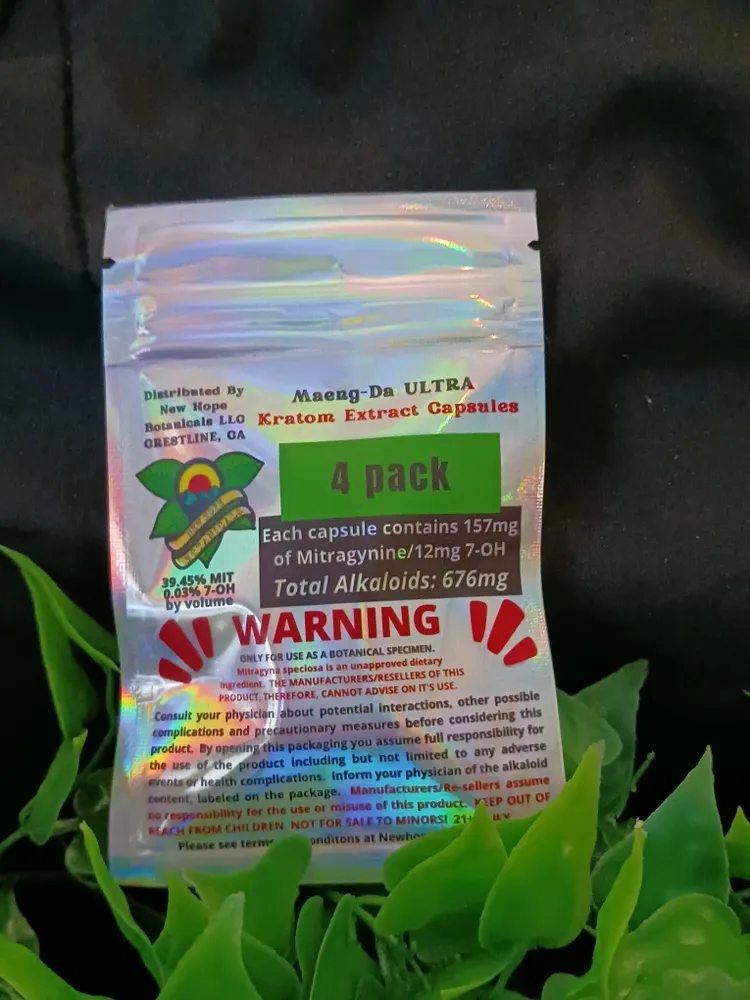 Distributed By
New Hope
Botanicals LLC
CRESTLINE, CA
Maeng-Da ULTRA
Kratom Extract Capsules
4 pack
Each capsule contains 157mg
of Mitragynine/12mg 7-OH
Total Alkaloids: 676mg
39.45% MIT
0.03% 7-OH
by volume
WARNING
ONLY FOR USE AS A BOTANICAL SPECIMEN.
Mitragyna speciosa is an unapproved dietary
ingredient. THE MANUFACTURERS/RESELLERS OF THIS
PRODUCT, THEREFORE, CANNOT ADVISE ON IT'S USE.
Consult your physician about potential interactions, other possible
complications and precautionary measures before considering this
product. By opening this packaging you assume full responsibility for
the use of the product including but not limited to any adverse
events or health complications. Inform your physician of the alkaloid
content, labeled on the package. Manufacturers/Re-sellers assume
no responsibility for the use or misuse of this product. KEEP OUT OF
REACH FROM CHILDREN. NOT FOR SALE TO MINORS! 21+
Please see
at